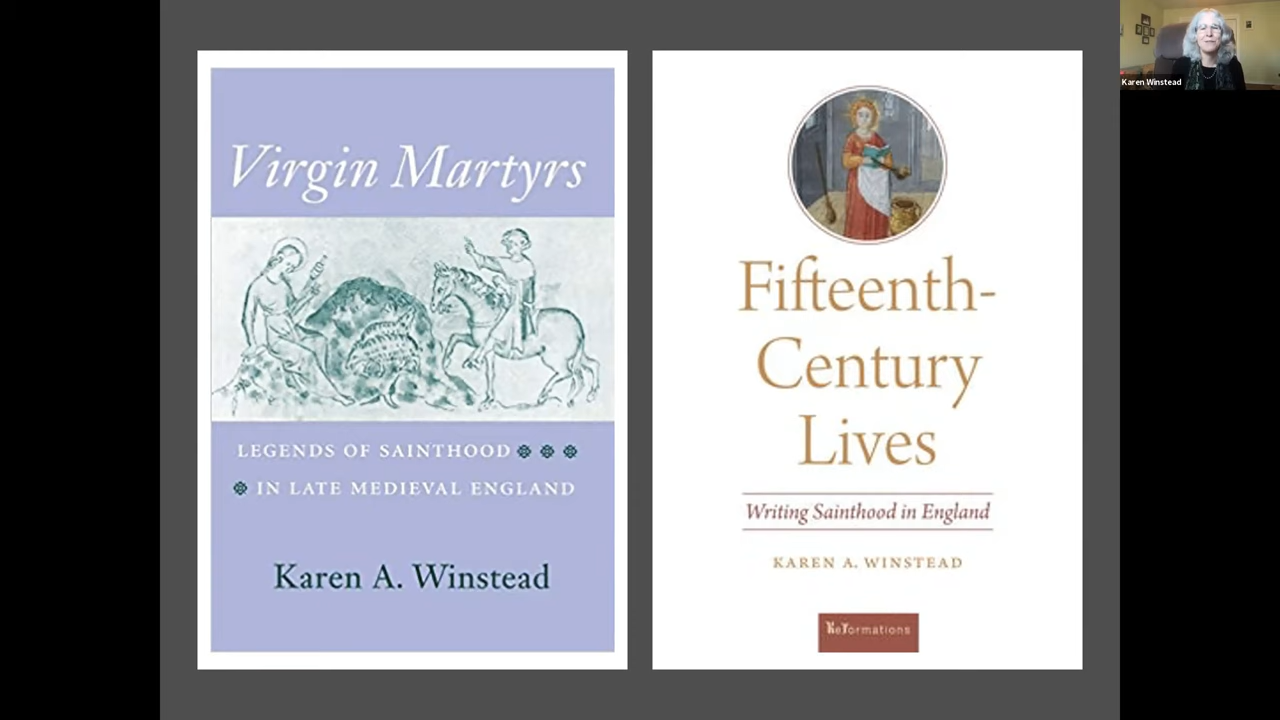 Virgin Martyrs
LEGENDS OF SAINTHOOD
IN LATE MEDIEVAL ENGLAND
Karen A. Winstead
Fifteenth-
Century
Lives
Writing Sainthood in England
KAREN A. WINSTEAD
ReFormations
Karen Winstead